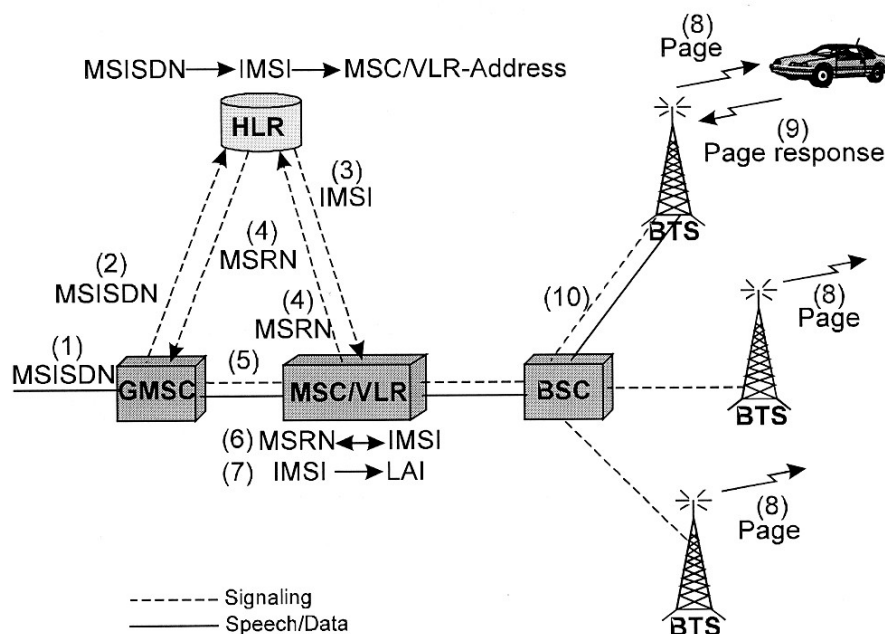 (8)
Page
MSISDN IMSI MSC/VLR-Address
HLR
(9)
Page response
(3)
IMSI
(4)
MSRN
BTS
(2)
MSISDN
(4)
MSRN
(10)
(8)
Page
(1)
MSISDN
(5)
GMSC
MSC/VLR
BSC
BTS
(6) MSRN IMSI
(7) IMSI LAI
(8)
Page
BTS
Signaling
Speech/Data